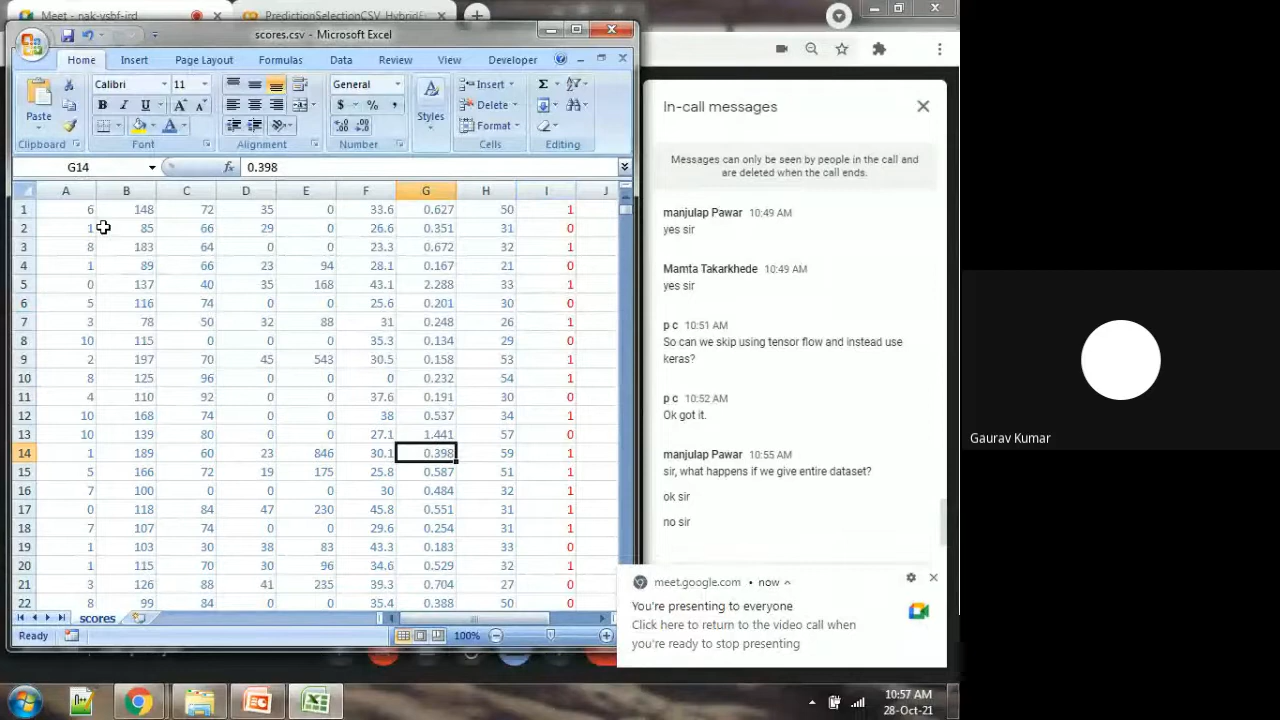 Meet - nak-vsbf-ird
PredictionSelectionCSV_HybridE
scores.csv - Microsoft Excel
Home Insert Page Layout Formulas Data Review View Developer
Calibri 11 General Insert Delete Format
Paste Styles
Clipboard Font Alignment Number Cells Editing
G14 fx 0.398
A B C D E F G H I J
1 6 148 72 35 0 33.6 0.627 50 1
2 1 85 66 29 0 26.6 0.351 31 0
3 8 183 64 0 0 23.3 0.672 32 1
4 1 89 66 23 94 28.1 0.167 21 0
5 0 137 40 35 168 43.1 2.288 33 1
6 5 116 74 0 0 25.6 0.201 30 0
7 3 78 50 32 88 31 0.248 26 1
8 10 115 0 0 0 35.3 0.134 29 0
9 2 197 70 45 543 30.5 0.158 53 1
10 8 125 96 0 0 0 0.232 54 1
11 4 110 92 0 0 37.6 0.191 30 0
12 10 168 74 0 0 38 0.537 34 1
13 10 139 80 0 0 27.1 1.441 57 0
14 1 189 60 23 846 30.1 0.398 59 1
15 5 166 72 19 175 25.8 0.587 51 1
16 7 100 0 0 0 30 0.484 32 1
17 0 118 84 47 230 45.8 0.551 31 1
18 7 107 74 0 0 29.6 0.254 31 1
19 1 103 30 38 83 43.3 0.183 33 0
20 1 115 70 30 96 34.6 0.529 32 1
21 3 126 88 41 235 39.3 0.704 27 0
22 8 99 84 0 0 35.4 0.388 50 0
scores
Ready 100%
In-call messages
Messages can only be seen by people in the call and
are deleted when the call ends.
manjulap Pawar 10:49 AM
yes sir
Mamta Takarkhede 10:49 AM
yes sir
p c 10:51 AM
So can we skip using tensor flow and instead use
keras?
p c 10:52 AM
Ok got it.
manjulap Pawar 10:55 AM
sir, what happens if we give entire dataset?
ok sir
no sir
meet.google.com • now
You're presenting to everyone
Click here to return to the video call when
you're ready to stop presenting
10:57 AM
28-Oct-21
Gaurav Kumar